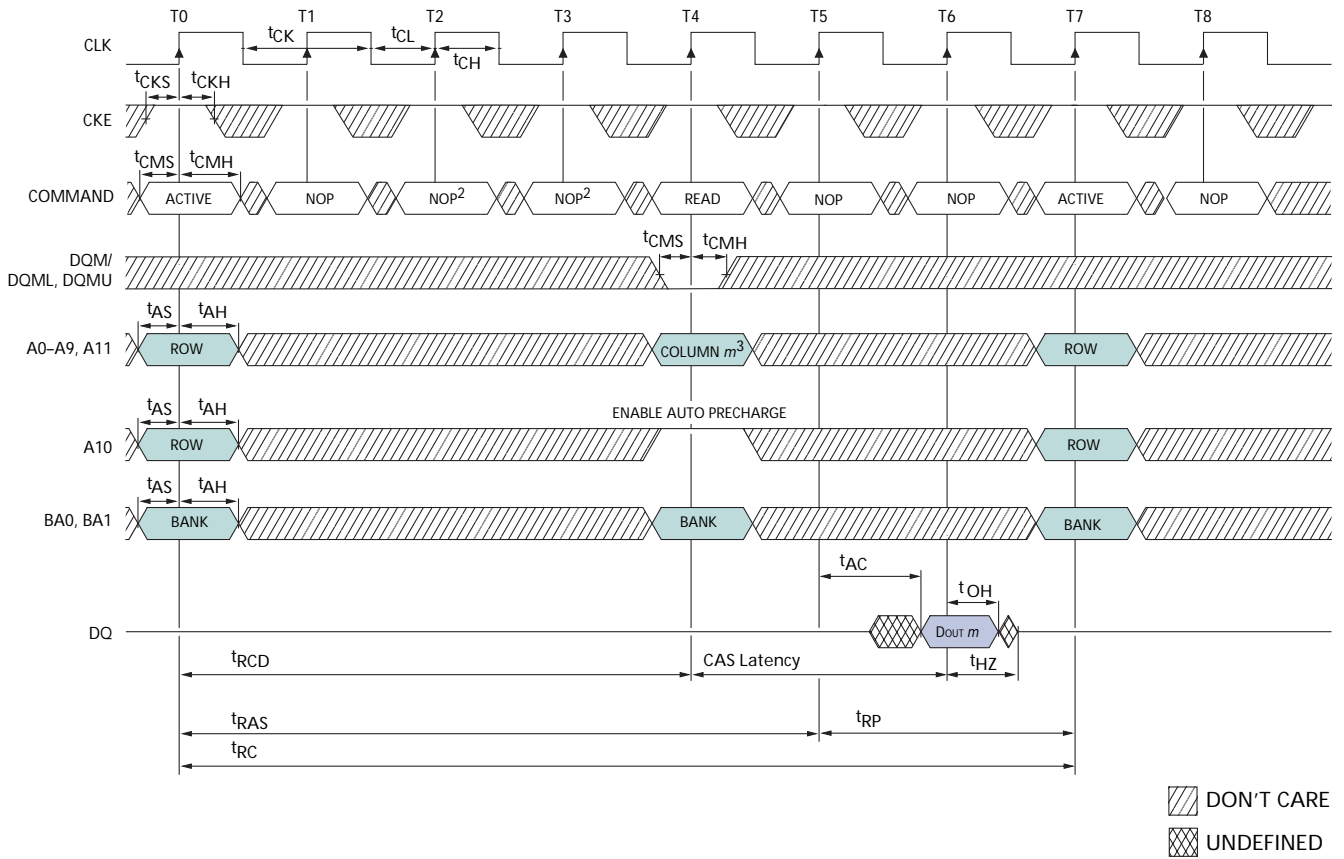 T0 T1 T2 T3 T4 T5 T6 T7 T8
CLK
tCK tCL
tCH
tCKS tCKH
CKE
tCMS tCMH
COMMAND ACTIVE NOP NOP2 NOP2 READ NOP NOP ACTIVE NOP
tCMS tCMH
DQM/
DQML, DQMU
tAS tAH
A0–A9, A11 ROW COLUMN m3 ROW
ENABLE AUTO PRECHARGE
tAS tAH
A10 ROW ROW
tAS tAH
BA0, BA1 BANK BANK BANK
tAC
tOH
DQ DOUT m
tRCD CAS Latency tHZ
tRAS tRP
tRC
DON'T CARE
UNDEFINED